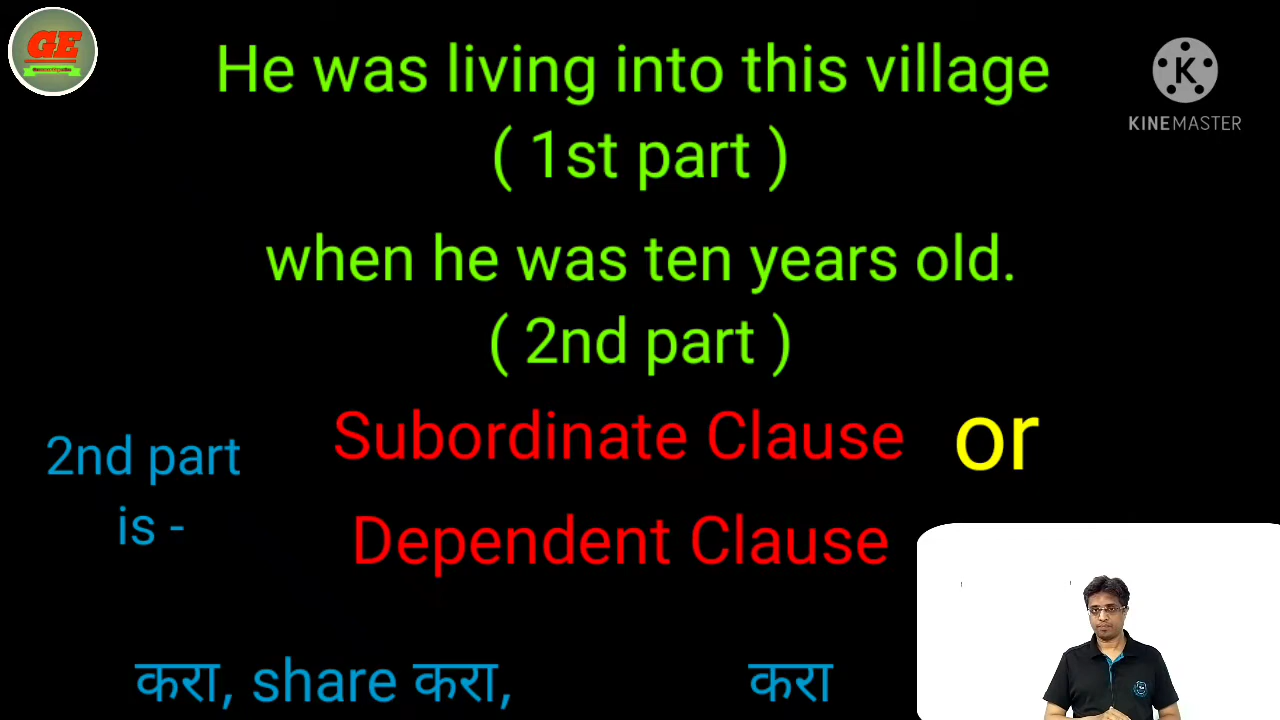 GE
He was living into this village
KINEMASTER
( 1st part )
when he was ten years old.
( 2nd part )
Subordinate Clause or
2nd part
is -
Dependent Clause
करा, share करा, करा